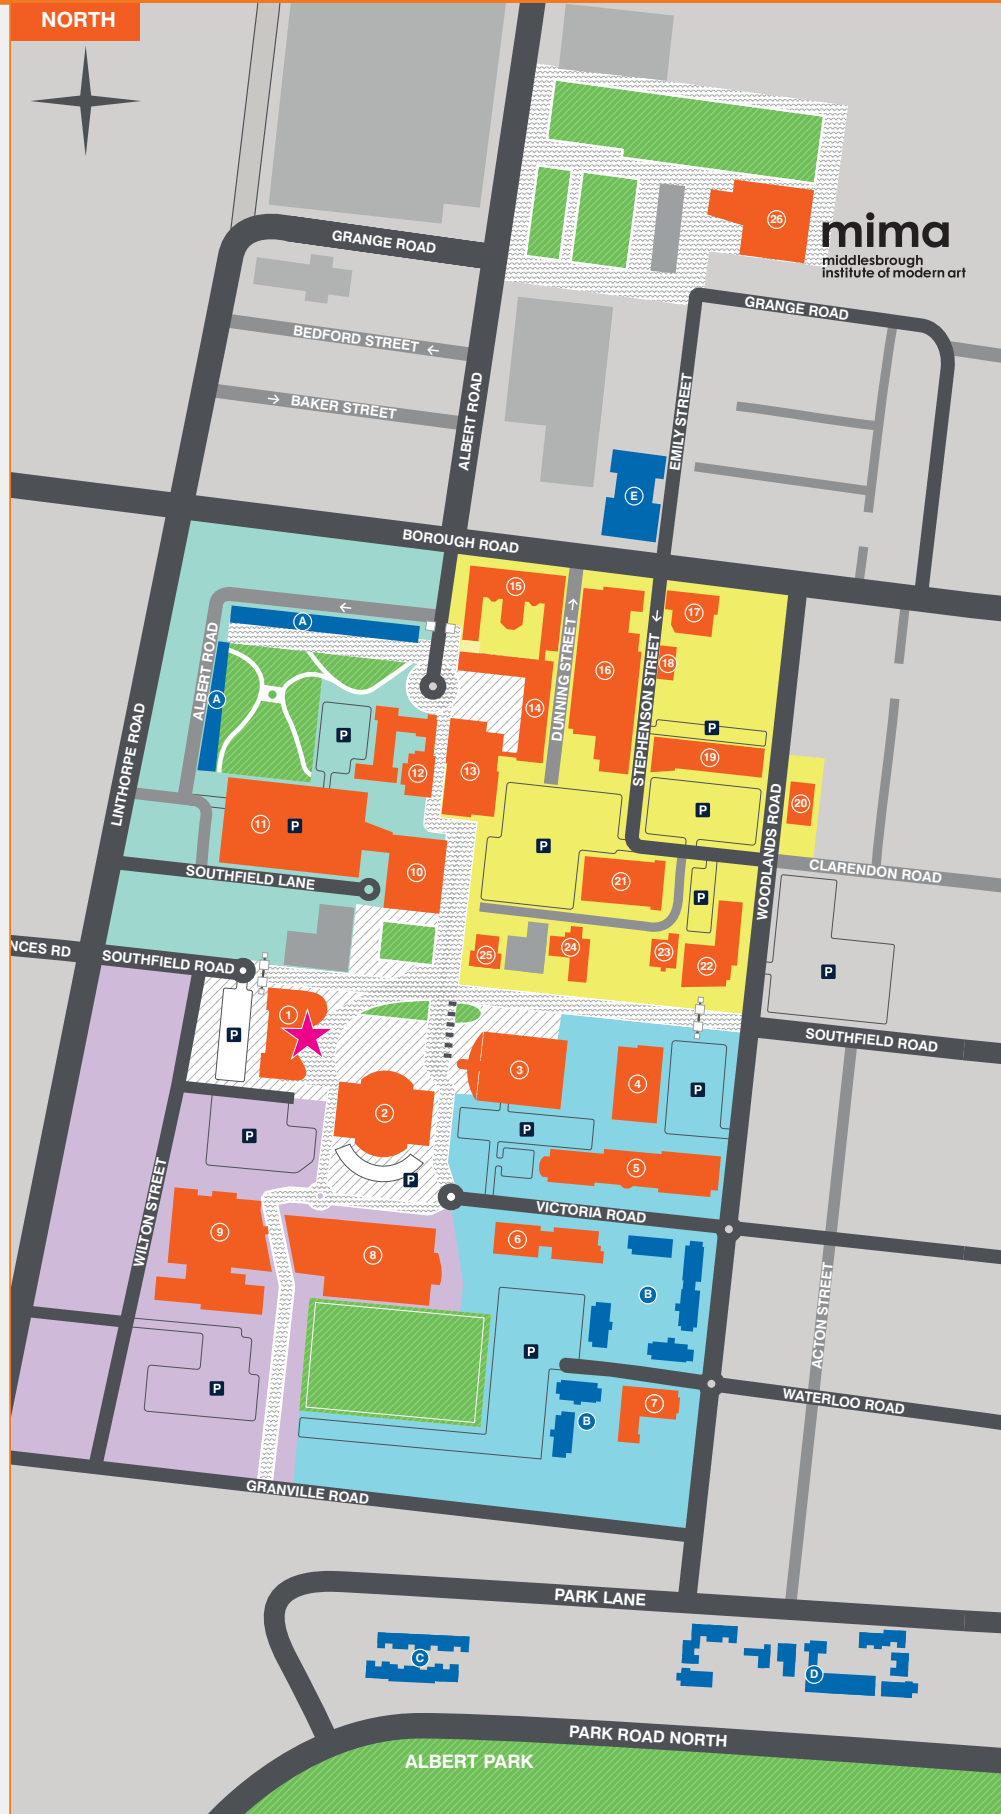 NORTH
GRANGE ROAD
26
mima
middlesbrough
institute of modern art
GRANGE ROAD
BEDFORD STREET ←
→ BAKER STREET
ALBERT ROAD
EMILY STREET
E
BOROUGH ROAD
15
17
A
ALBERT ROAD
DUNNING STREET →
STEPHENSON STREET
16
18
A
14
P
P
19
12
13
LINTHORPE ROAD
20
P
11
P
WOODLANDS ROAD
P
10
CLARENDON ROAD
SOUTHFIELD LANE
21
P
NCES RD
SOUTHFIELD ROAD
25
24
23
22
P
1
P
SOUTHFIELD ROAD
3
4
P
2
P
P
5
P
WILTON STREET
VICTORIA ROAD
9
6
8
B
ACTON STREET
P
P
WATERLOO ROAD
7
B
GRANVILLE ROAD
PARK LANE
C
D
PARK ROAD NORTH
ALBERT PARK